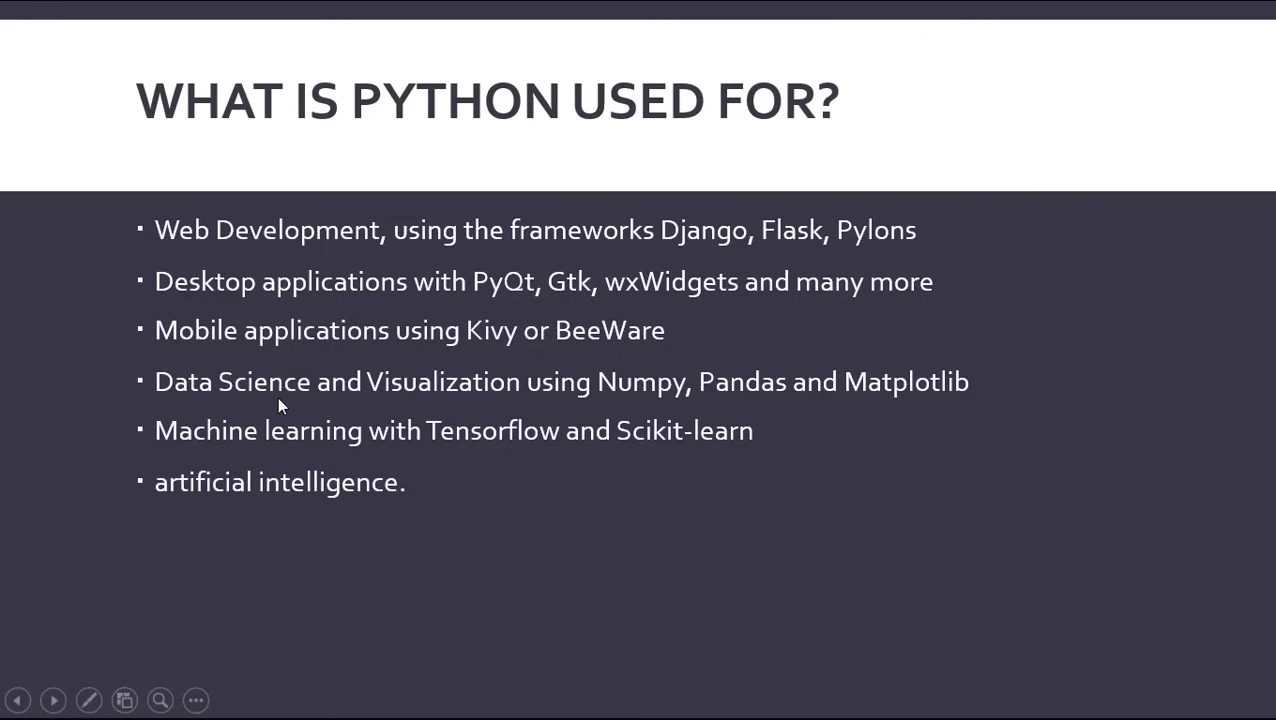 WHAT IS PYTHON USED FOR?
▪ Web Development, using the frameworks Django, Flask, Pylons
▪ Desktop applications with PyQt, Gtk, wxWidgets and many more
▪ Mobile applications using Kivy or BeeWare
▪ Data Science and Visualization using Numpy, Pandas and Matplotlib
▪ Machine learning with Tensorflow and Scikit-learn
▪ artificial intelligence.